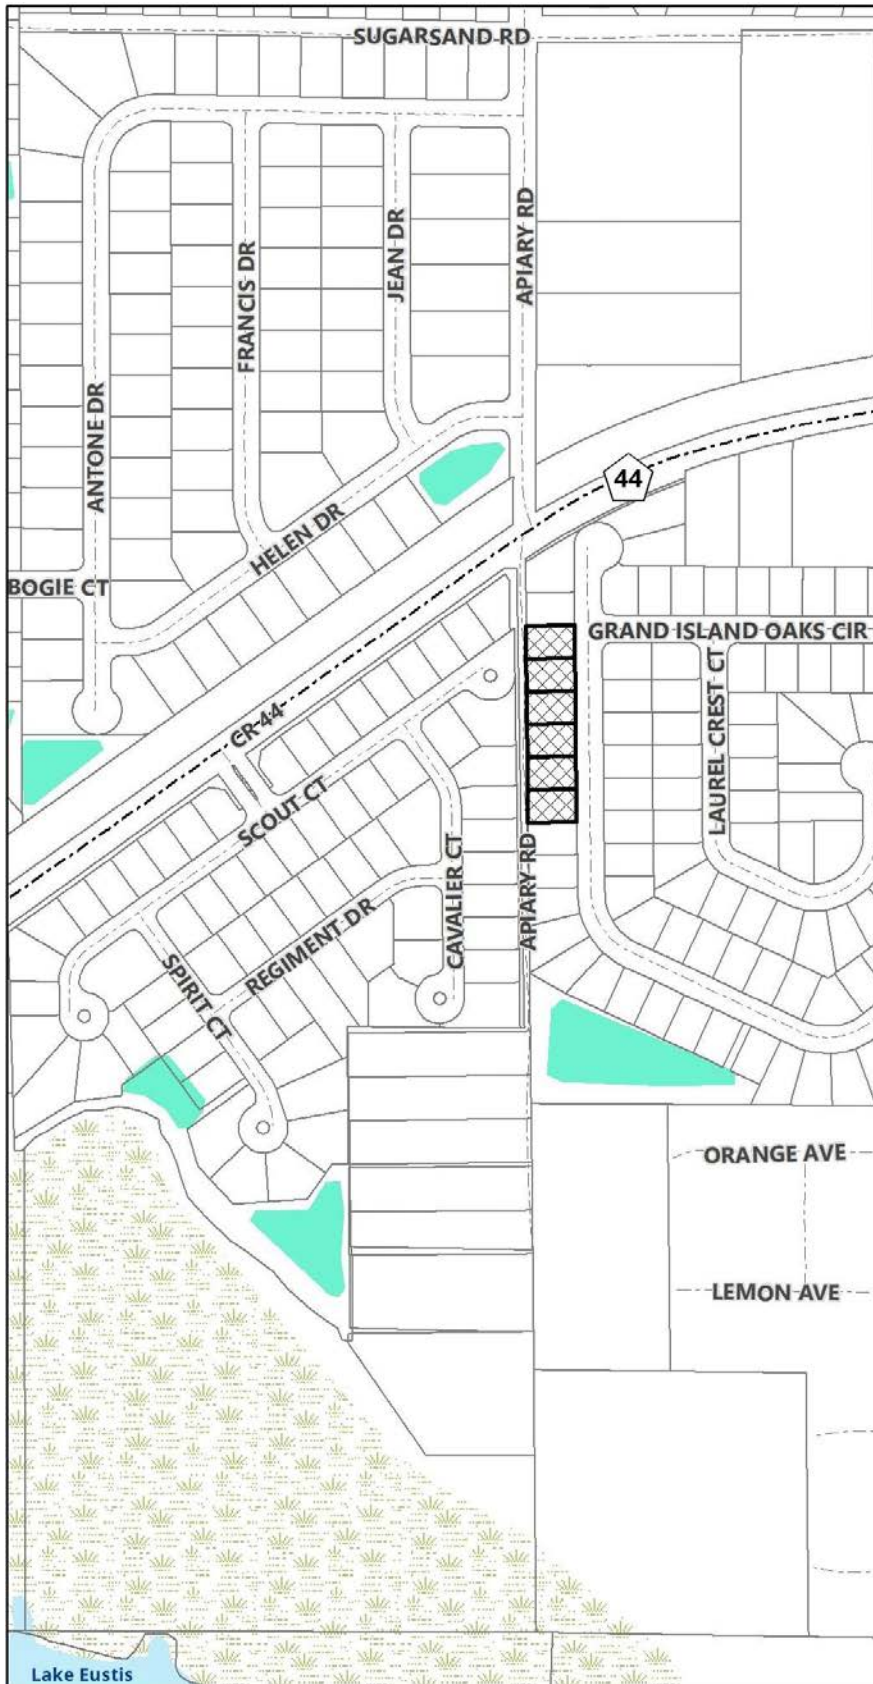 SUGARSAND RD
APIARY RD
JEAN DR
FRANCIS DR
ANTONE DR
44
HELEN DR
BOGIE CT
GRAND ISLAND OAKS CIR
LAUREL CREST CT
CR 44
SCOUT CT
CAVALIER CT
APIARY RD
REGIMENT DR
SPIRIT CT
ORANGE AVE
LEMON AVE
Lake Eustis